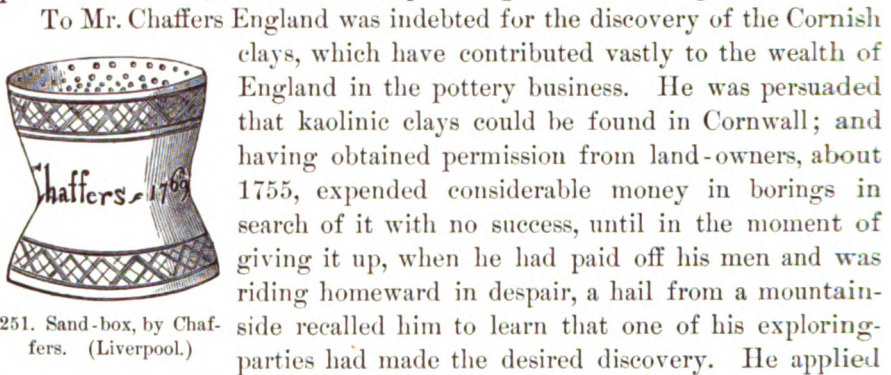 To Mr. Chaffers England was indebted for the discovery of the Cornish
clays, which have contributed vastly to the wealth of
England in the pottery business. He was persuaded
that kaolinic clays could be found in Cornwall; and
having obtained permission from land-owners, about
1755, expended considerable money in borings in
search of it with no success, until in the moment of
giving it up, when he had paid off his men and was
riding homeward in despair, a hail from a mountain-
side recalled him to learn that one of his exploring-
parties had made the desired discovery. He applied
Chaffers 1769
251. Sand-box, by Chaf-
fers. (Liverpool.)